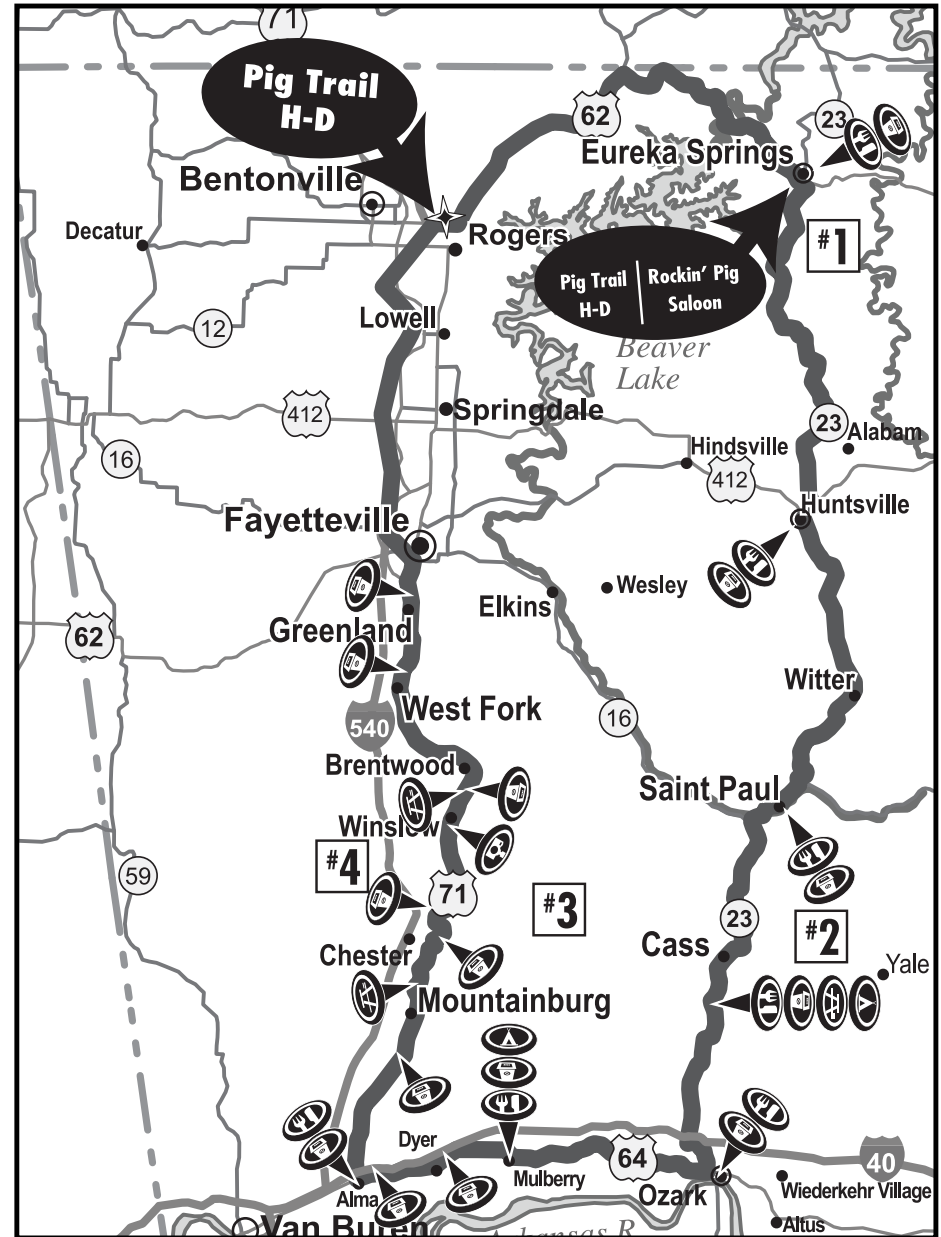 71
Pig Trail
H-D
62
23
Eureka Springs
Bentonville
Decatur
Rogers
#1
Pig Trail
H-D
Rockin' Pig
Saloon
12
Lowell
Beaver
Lake
412
Springdale
23
Alabam
16
Hindsville
412
Huntsville
Fayetteville
Wesley
Elkins
62
Greenland
Witter
West Fork
16
540
Brentwood
Saint Paul
Winslow
#4
59
71
#3
23
#2
Cass
Yale
Chester
Mountainburg
Dyer
64
40
Mulberry
Alma
Ozark
Wiederkehr Village
Van Buren
Arkansas R
Altus